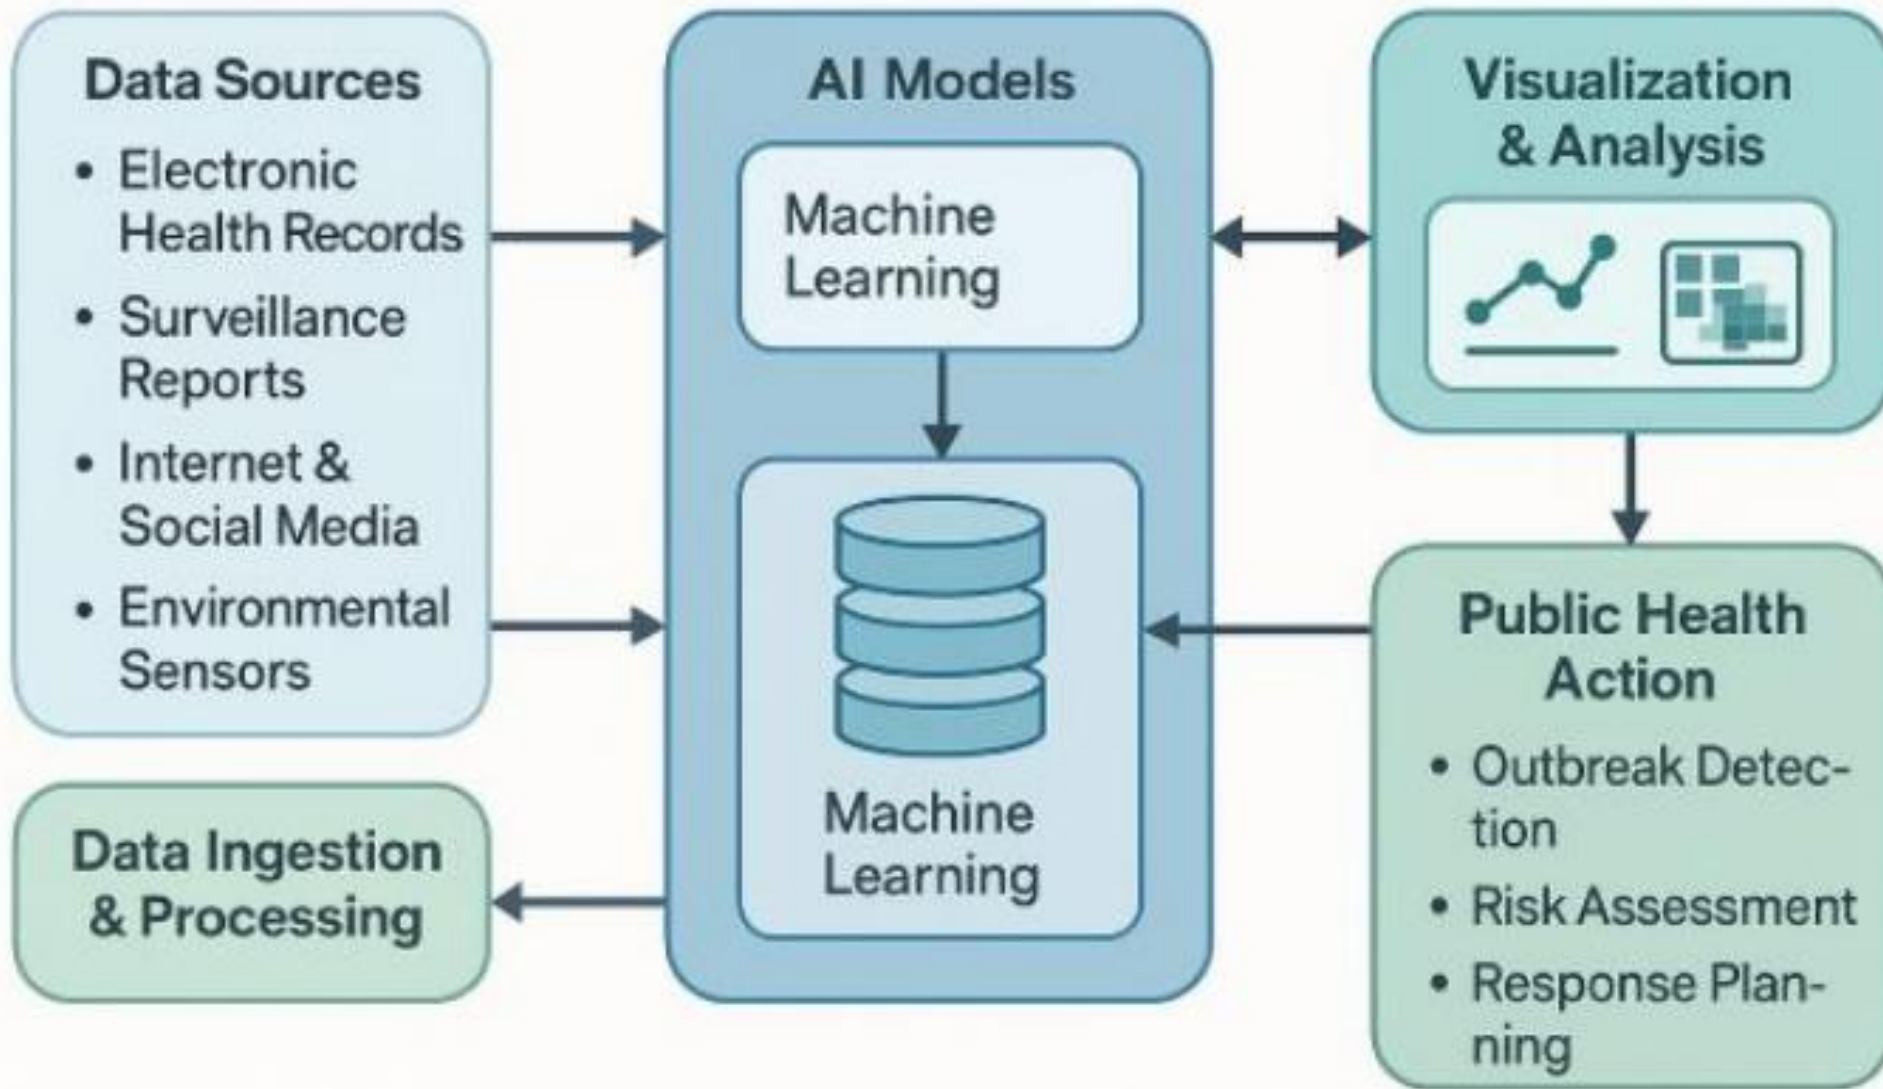 Data Sources
• Electronic
Health Records
• Surveillance
Reports
• Internet &
Social Media
• Environmental
Sensors
Data Ingestion
& Processing
AI Models
Machine
Learning
Machine
Learning
Visualization
& Analysis
Public Health
Action
• Outbreak Detec-
tion
• Risk Assessment
• Response Plan-
ning